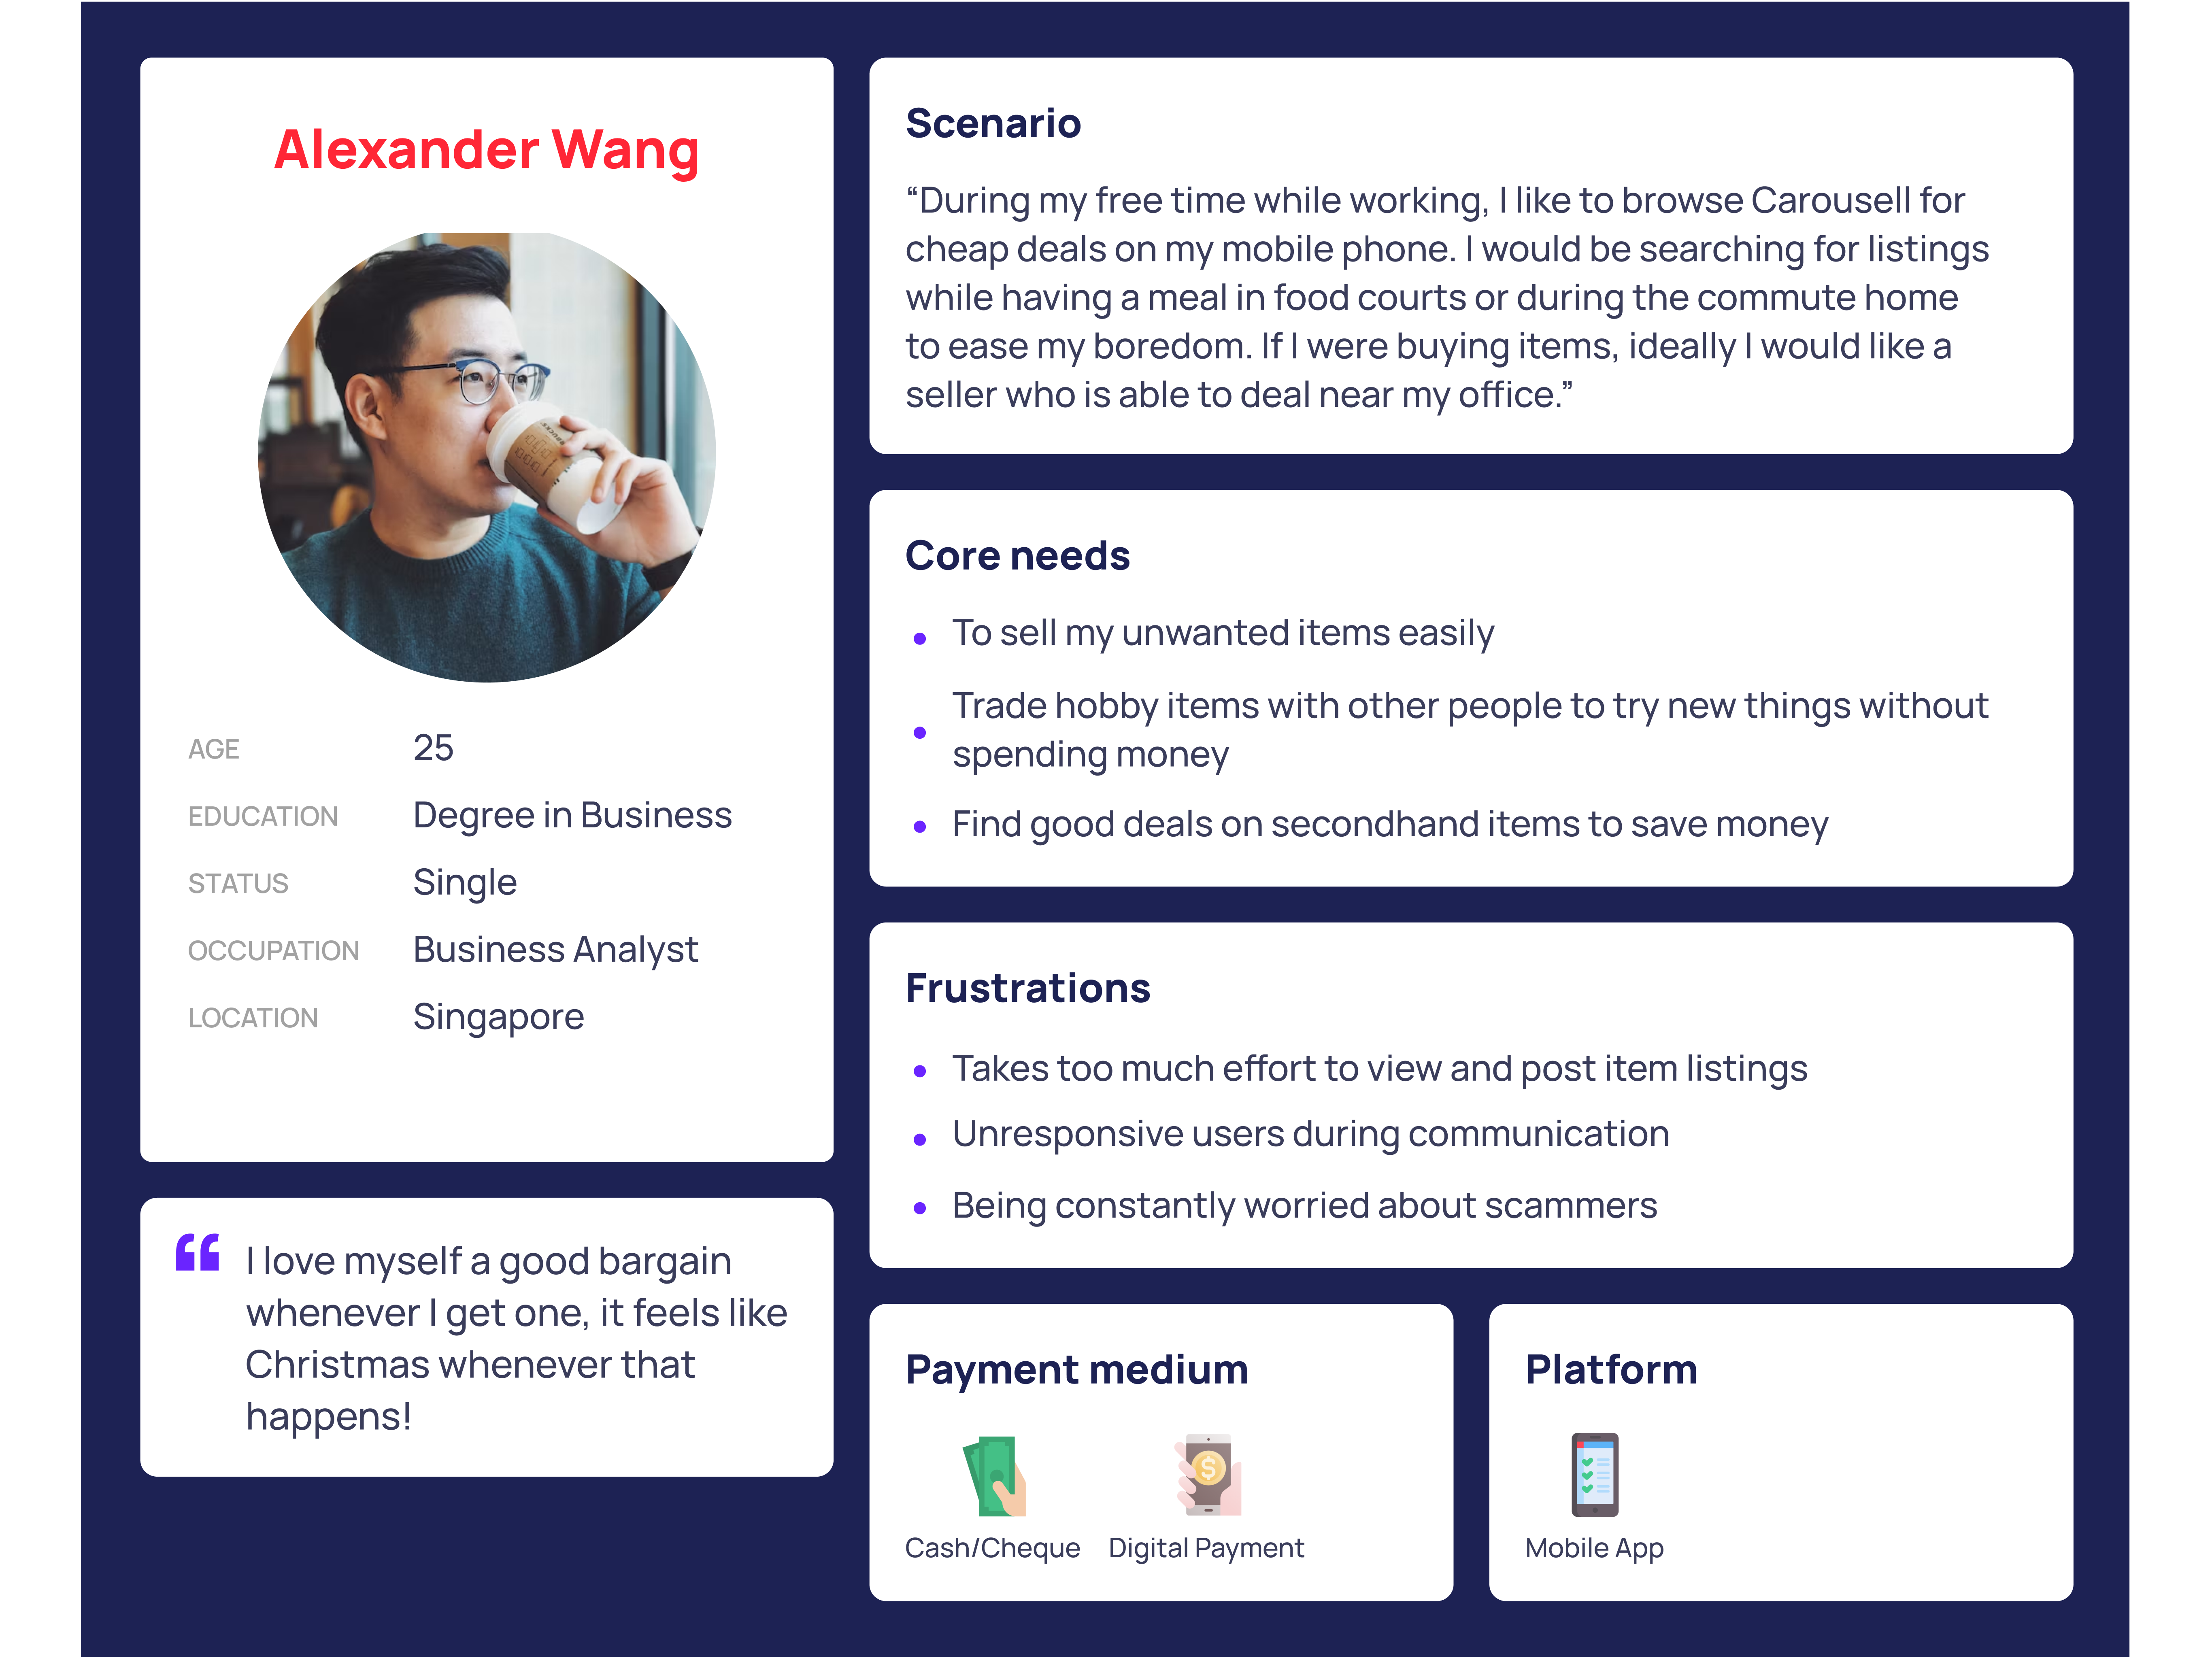 Alexander Wang
AGE 25
EDUCATION Degree in Business
STATUS Single
OCCUPATION Business Analyst
LOCATION Singapore
“ I love myself a good bargain
whenever I get one, it feels like
Christmas whenever that
happens!
Scenario
“During my free time while working, I like to browse Carousell for
cheap deals on my mobile phone. I would be searching for listings
while having a meal in food courts or during the commute home
to ease my boredom. If I were buying items, ideally I would like a
seller who is able to deal near my office.”
Core needs
• To sell my unwanted items easily
• Trade hobby items with other people to try new things without
spending money
• Find good deals on secondhand items to save money
Frustrations
• Takes too much effort to view and post item listings
• Unresponsive users during communication
• Being constantly worried about scammers
Payment medium
$
Cash/Cheque Digital Payment
Platform
Mobile App